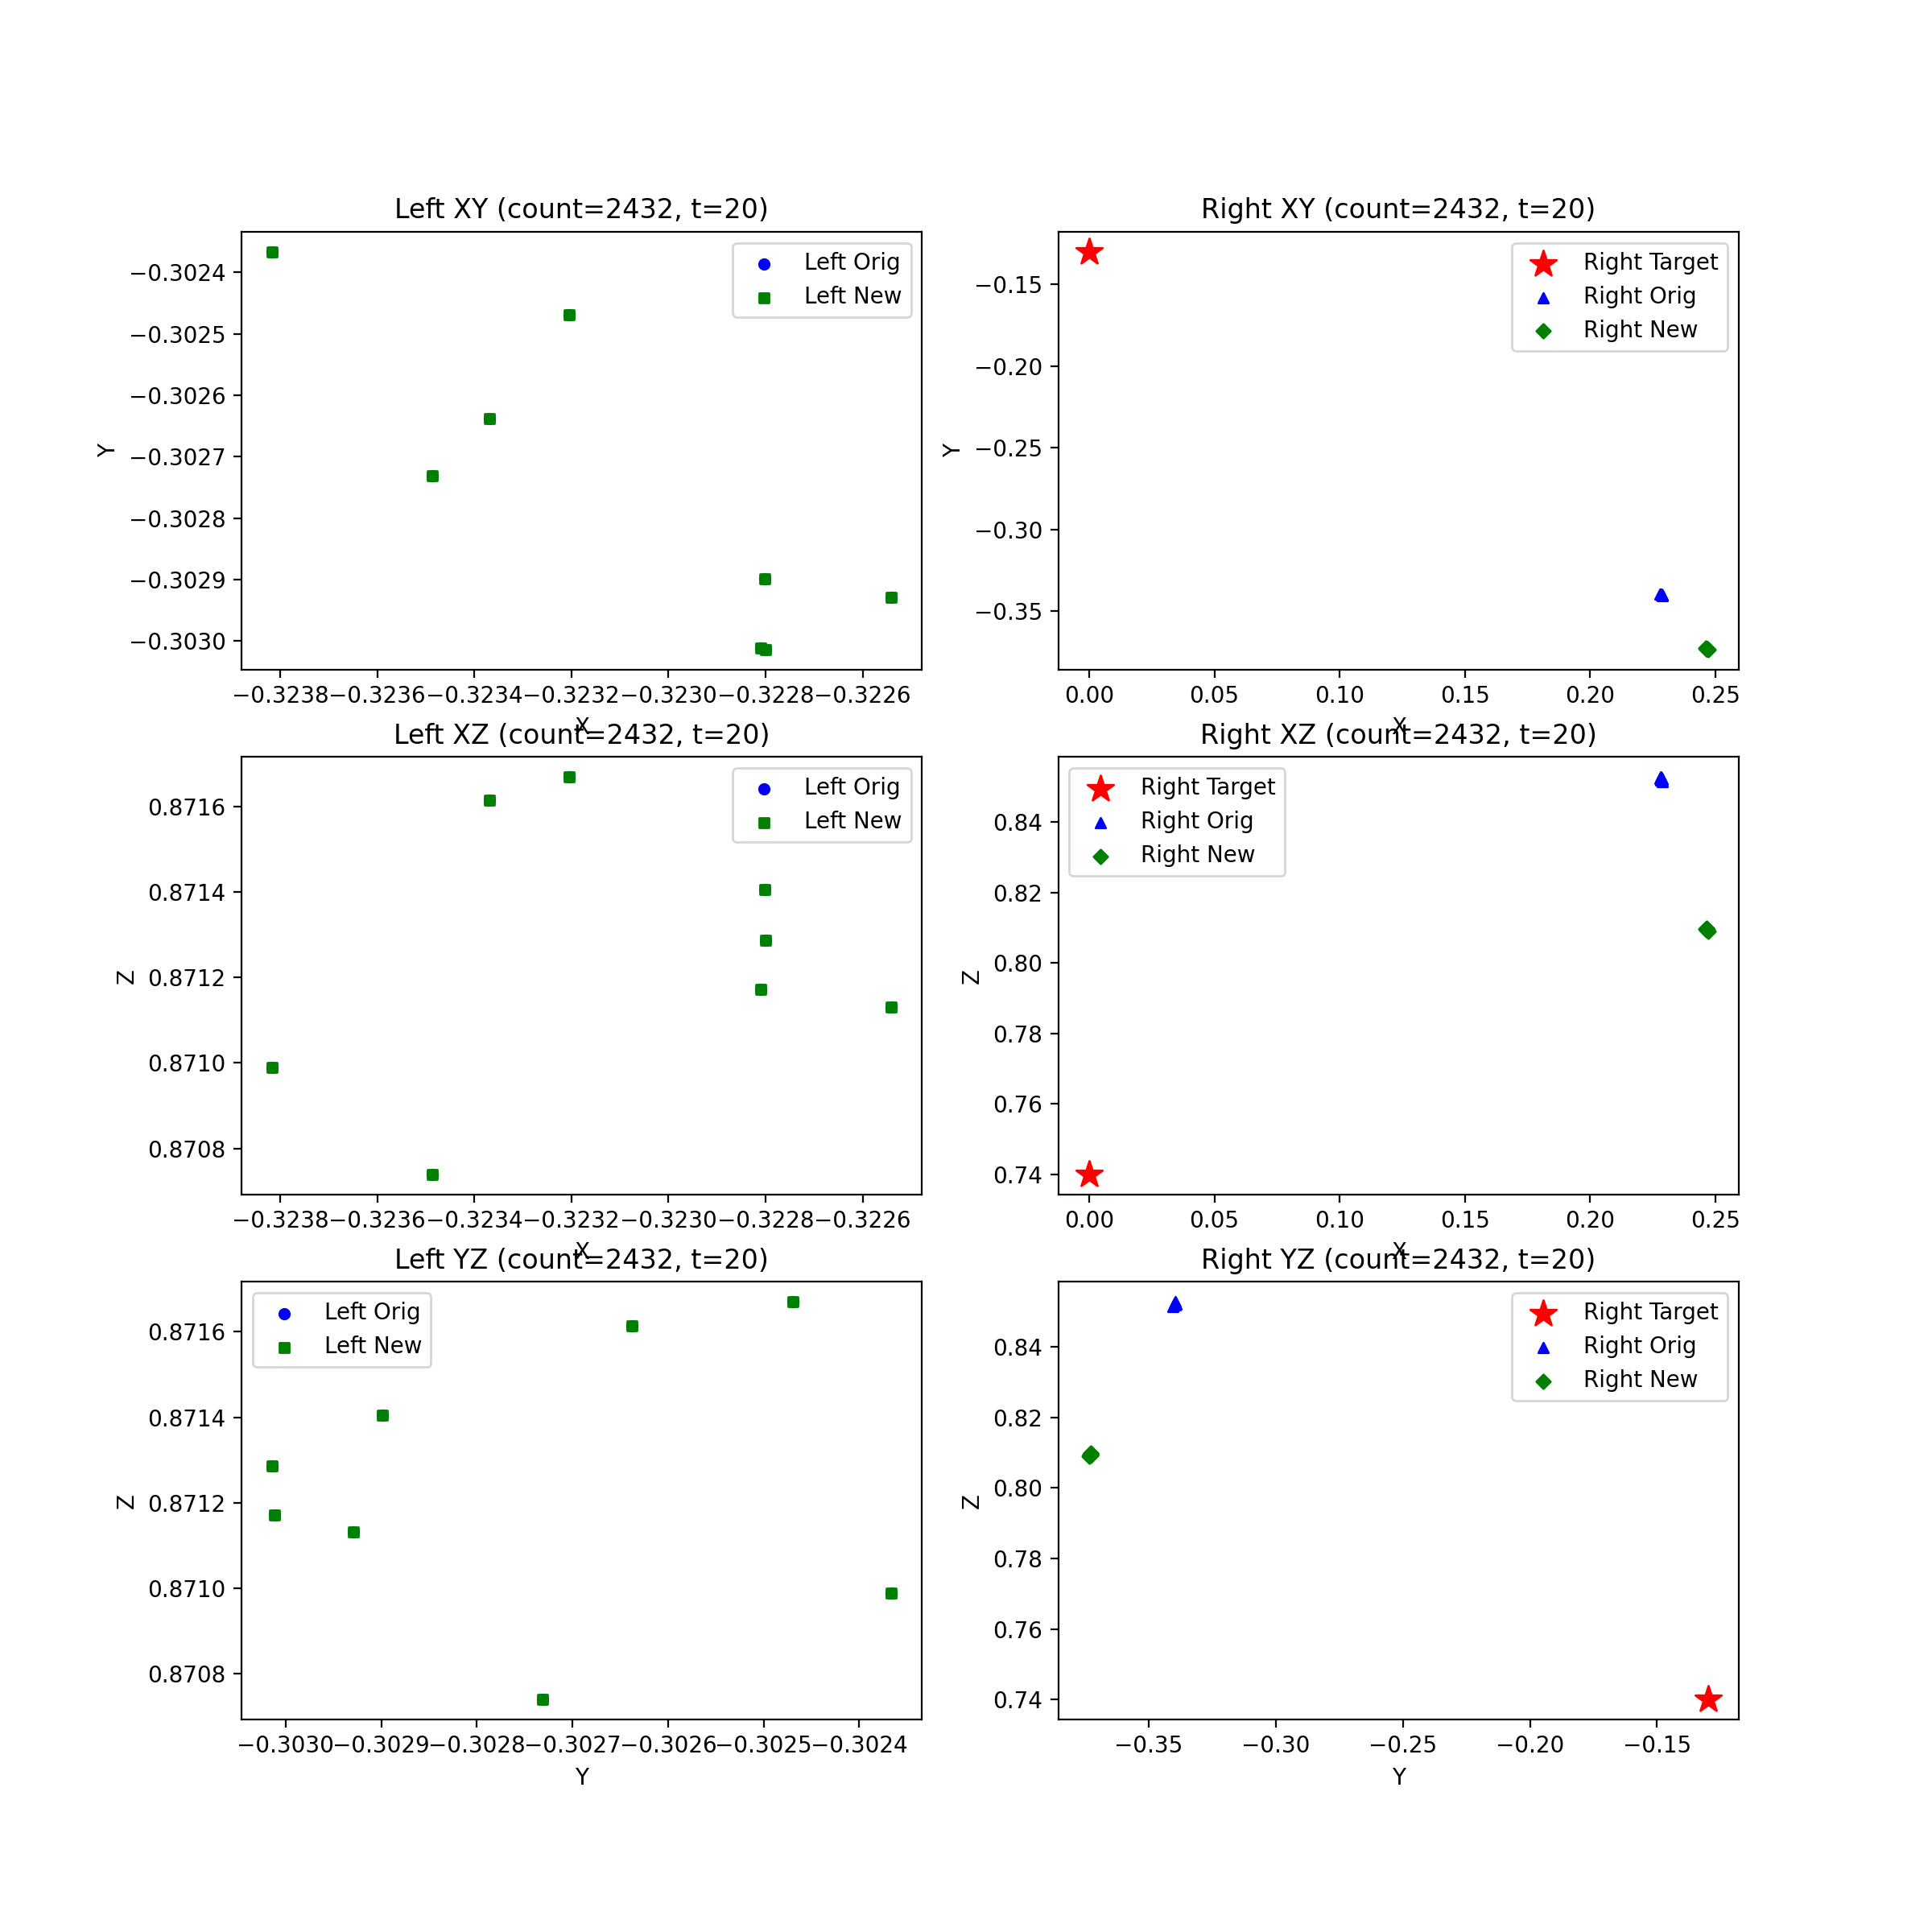 Left XY (count=2432, t=20)
Left Orig
Left New
−0.3024
−0.3025
−0.3026
−0.3027
−0.3028
−0.3029
−0.3030
Y
−0.3238 −0.3236 −0.3234 −0.3232 −0.3230 −0.3228 −0.3226
X
Right XY (count=2432, t=20)
Right Target
Right Orig
Right New
−0.15
−0.20
−0.25
−0.30
−0.35
Y
0.00 0.05 0.10 0.15 0.20 0.25
X
Left XZ (count=2432, t=20)
Left Orig
Left New
0.8716
0.8714
0.8712
0.8710
0.8708
Z
−0.3238 −0.3236 −0.3234 −0.3232 −0.3230 −0.3228 −0.3226
X
Right XZ (count=2432, t=20)
Right Target
Right Orig
Right New
0.84
0.82
0.80
0.78
0.76
0.74
Z
0.00 0.05 0.10 0.15 0.20 0.25
X
Left YZ (count=2432, t=20)
Left Orig
Left New
0.8716
0.8714
0.8712
0.8710
0.8708
Z
−0.3030 −0.3029 −0.3028 −0.3027 −0.3026 −0.3025 −0.3024
Y
Right YZ (count=2432, t=20)
Right Target
Right Orig
Right New
0.84
0.82
0.80
0.78
0.76
0.74
Z
−0.35 −0.30 −0.25 −0.20 −0.15
Y